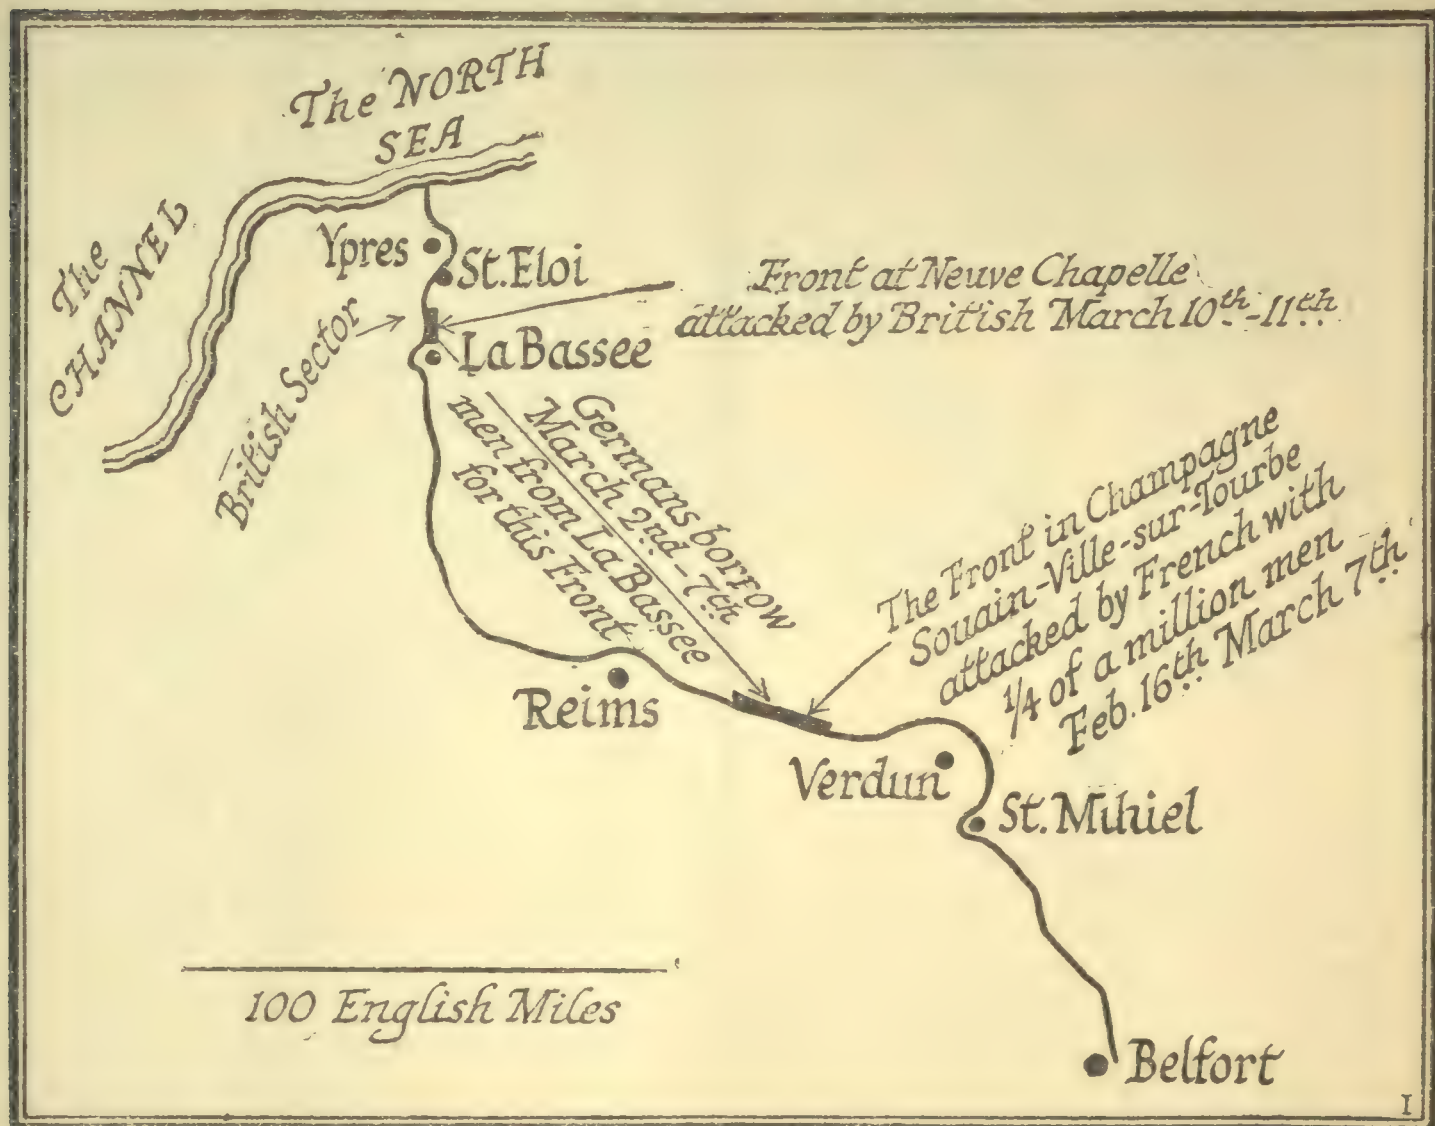 The NORTH
SEA
The
CHANNEL
Ypres
St. Eloi
Front at Neuve Chapelle
attacked by British March 10th-11th
British Sector
La Bassee
Germans borrow
March 2nd-7th
men from La Bassee
for this Front
The Front in Champagne
Souain-Ville-sur-Tourbe
attacked by French with
1/4 of a million men
Feb. 16th March 7th
Reims
Verdun
St. Mihiel
100 English Miles
Belfort
I